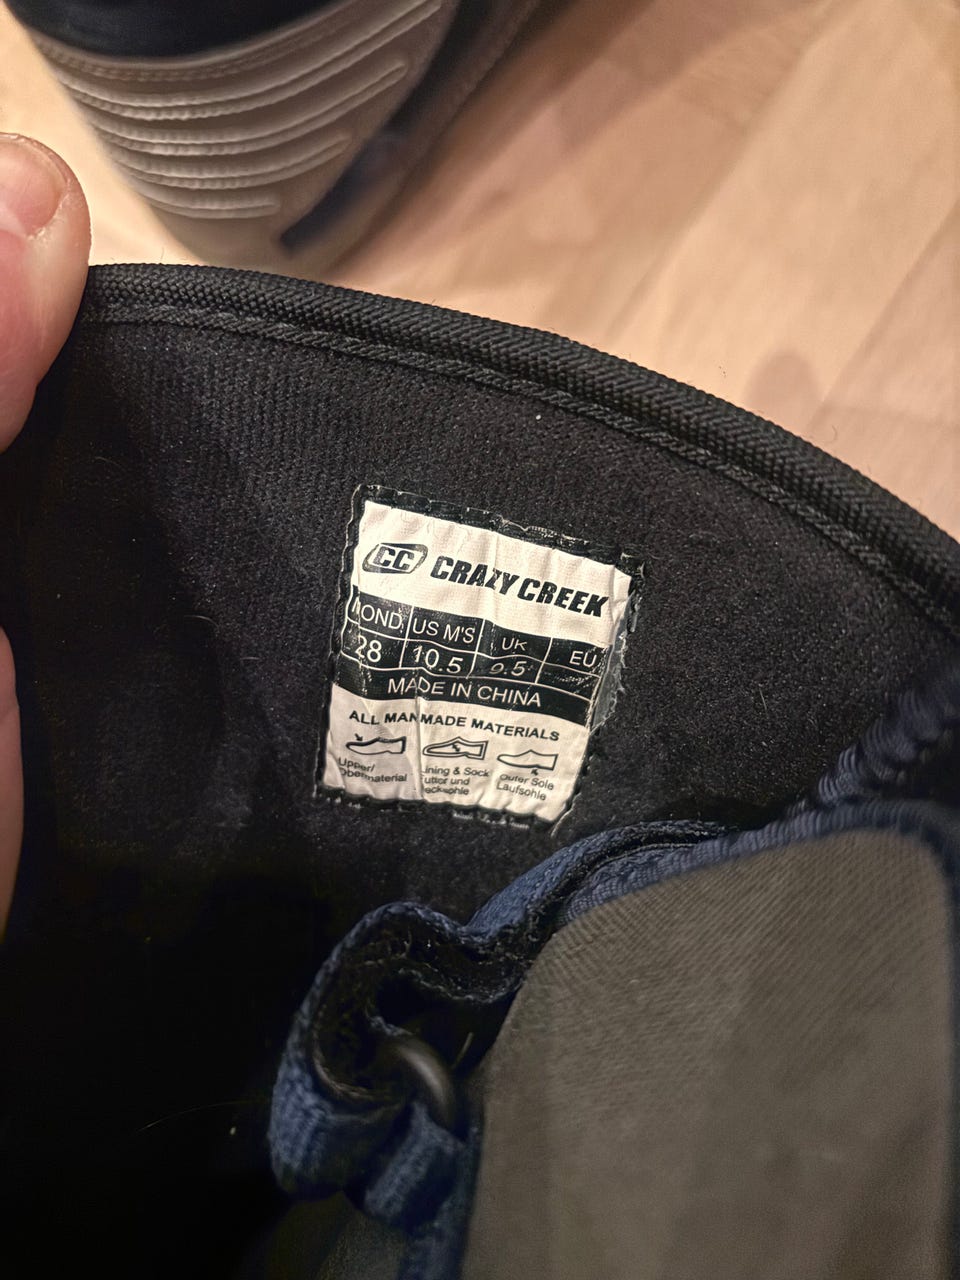 CC CRAZY CREEK
MOND. US M'S UK EU
28 10.5 9.5
MADE IN CHINA
ALL MANMADE MATERIALS
Upper/ Lining & Sock Outer Sole
Obermaterial Futter und Laufsohle
Decksohle